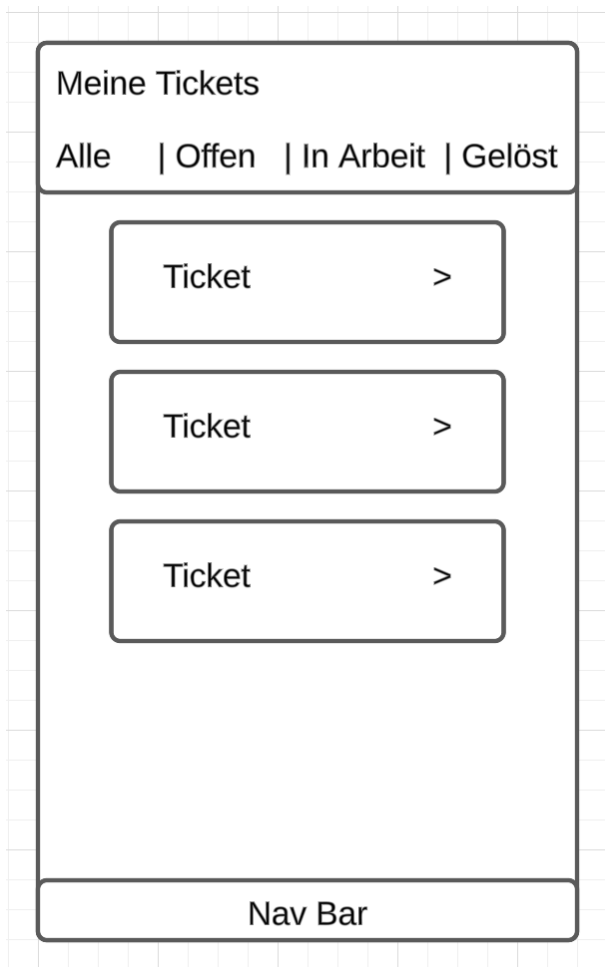 Meine Tickets
Alle | Offen | In Arbeit | Gelöst
Ticket >
Ticket >
Ticket >
Nav Bar